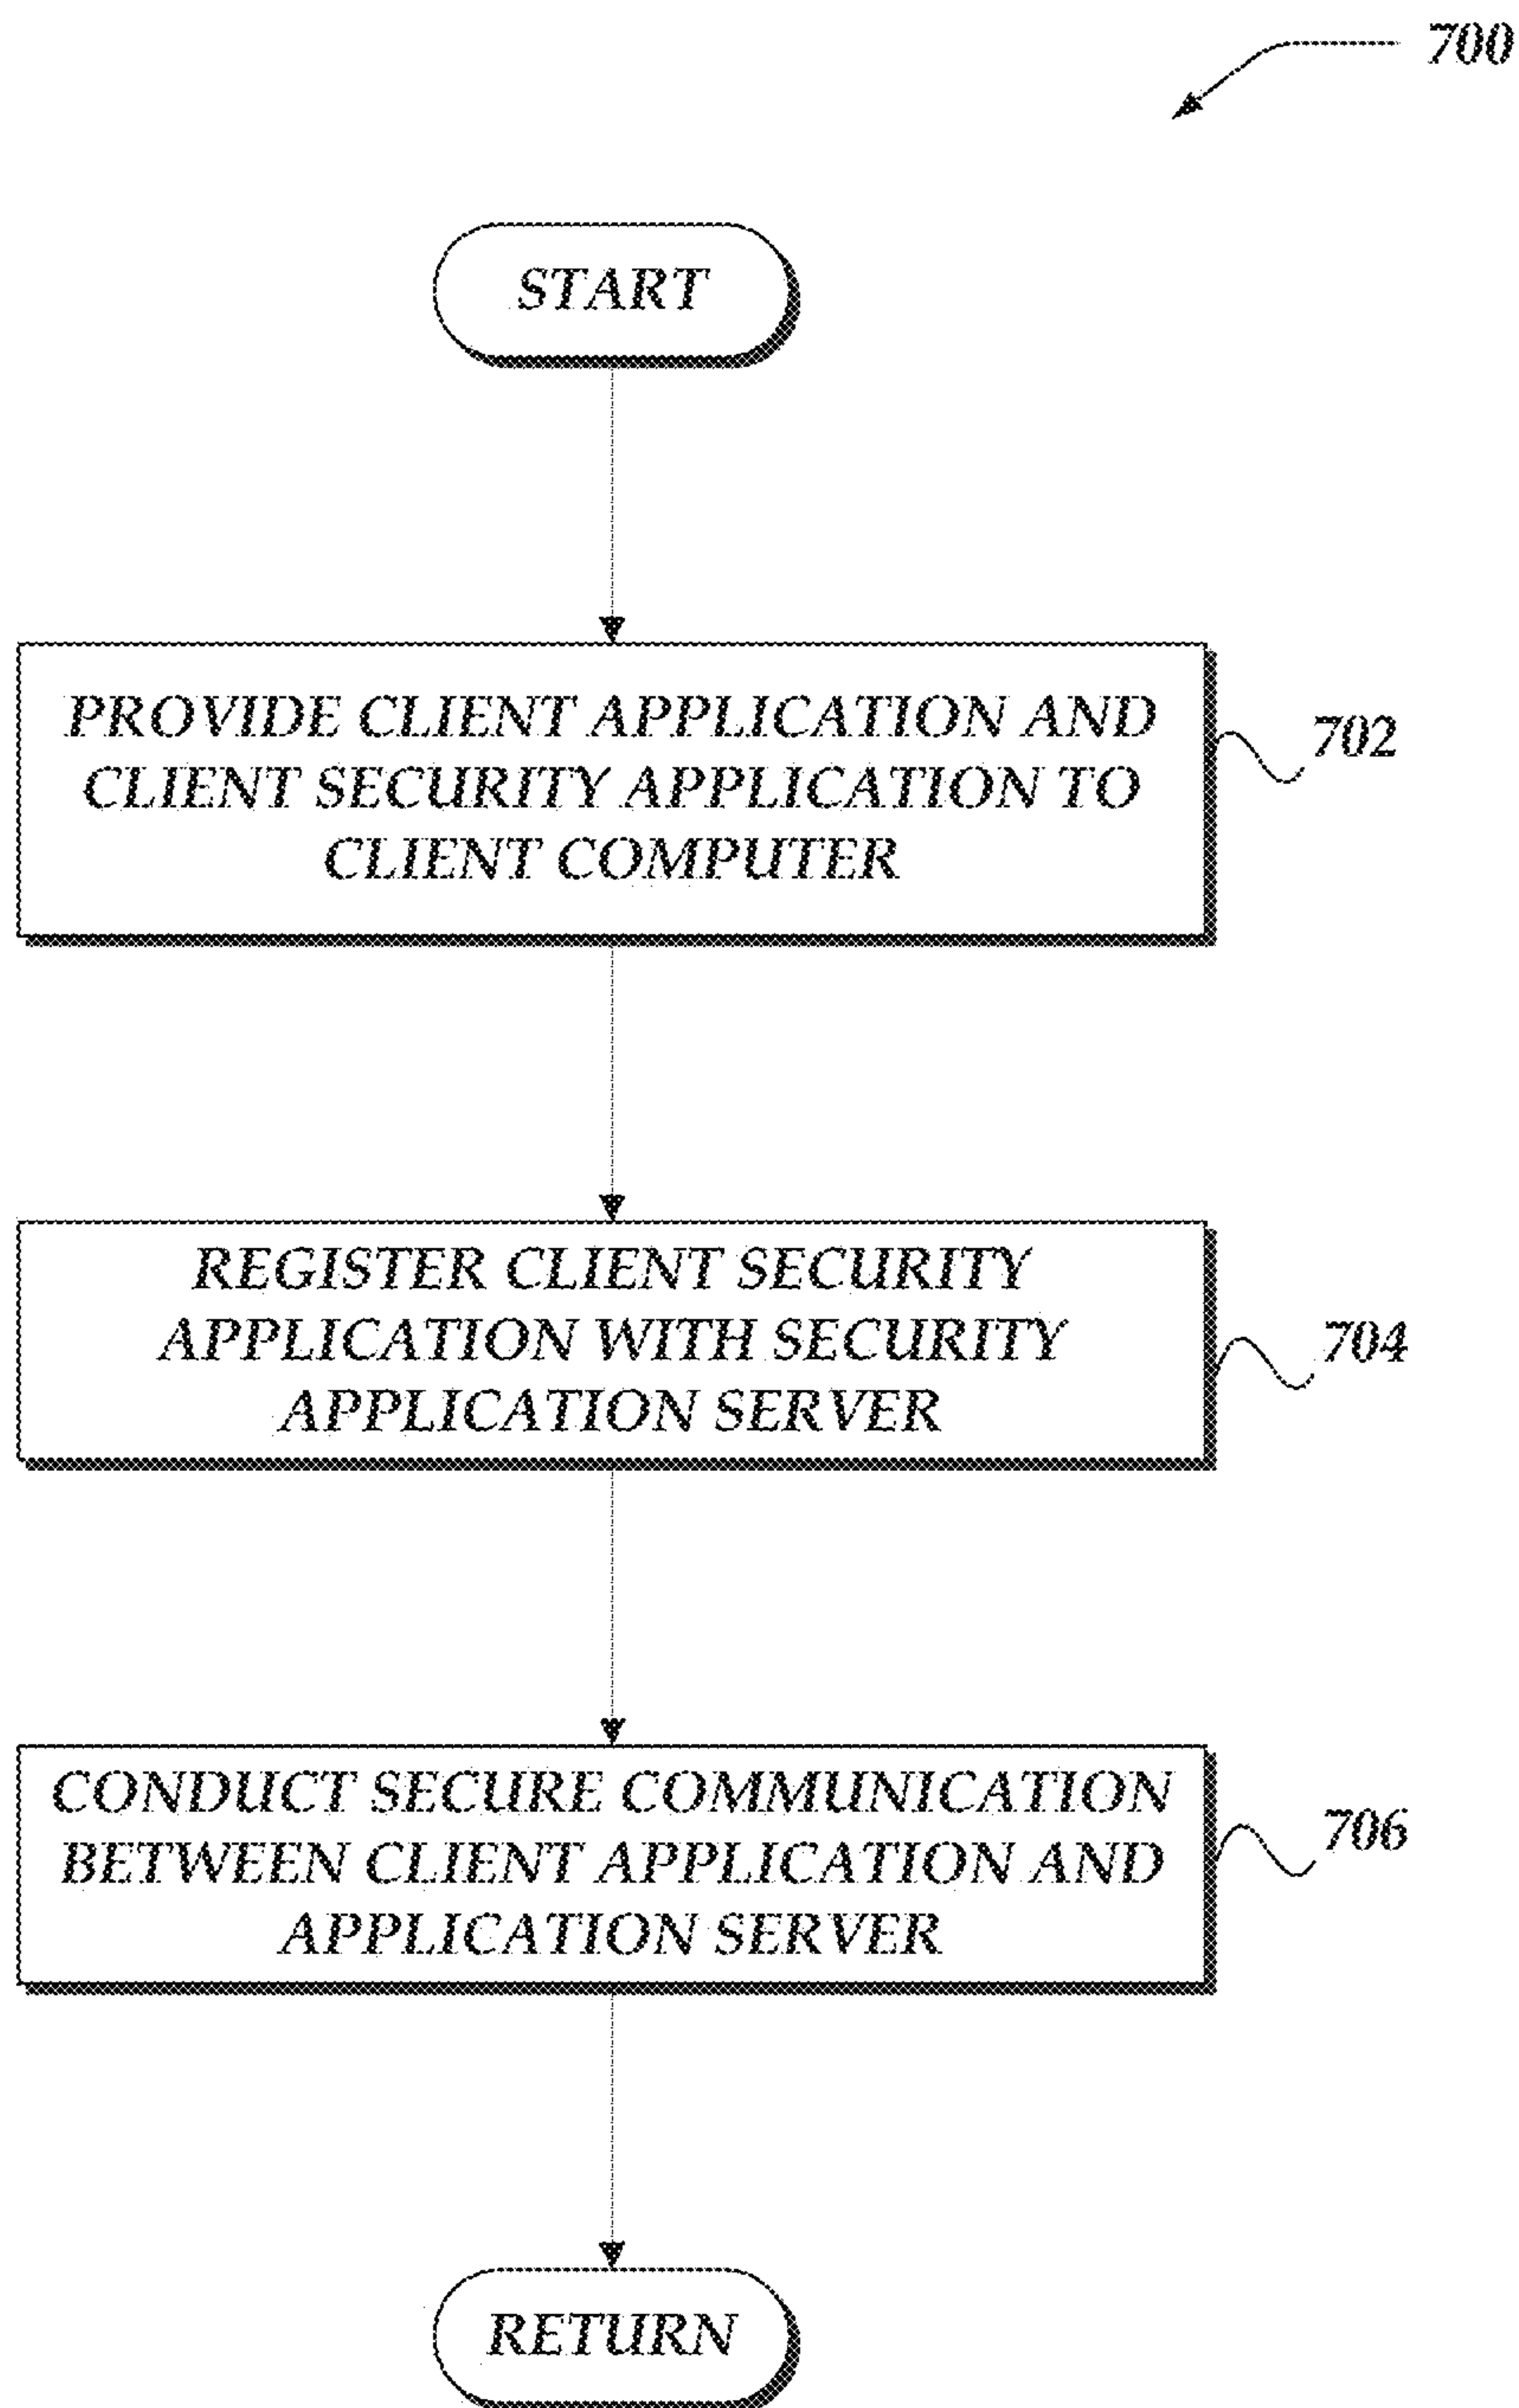 700
START
PROVIDE CLIENT APPLICATION AND
CLIENT SECURITY APPLICATION TO
CLIENT COMPUTER
702
REGISTER CLIENT SECURITY
APPLICATION WITH SECURITY
APPLICATION SERVER
704
CONDUCT SECURE COMMUNICATION
BETWEEN CLIENT APPLICATION AND
APPLICATION SERVER
706
RETURN